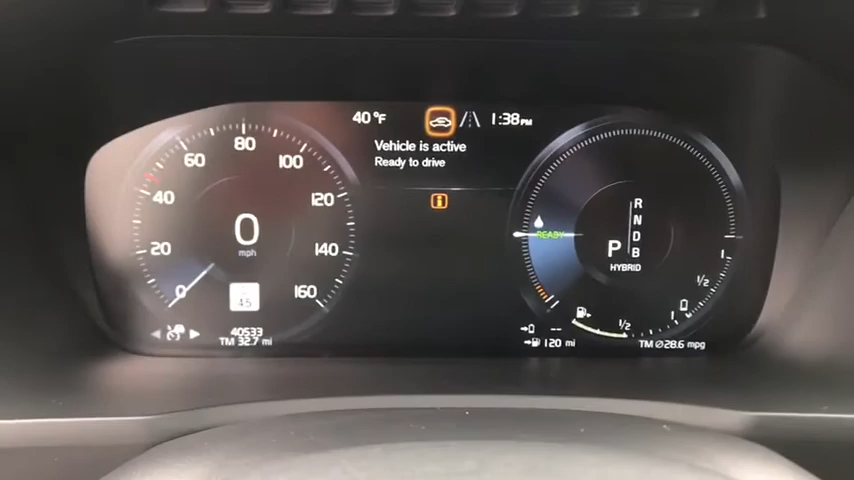 40 °F
1:38 PM
Vehicle is active
Ready to drive
0
20
40
60
80
100
120
140
160
0
mph
45
40533
TM 32.7 mi
READY
R
N
D
B
P
HYBRID
1
1/2
1
1/2
--
120 mi
TM Ø28.6 mpg